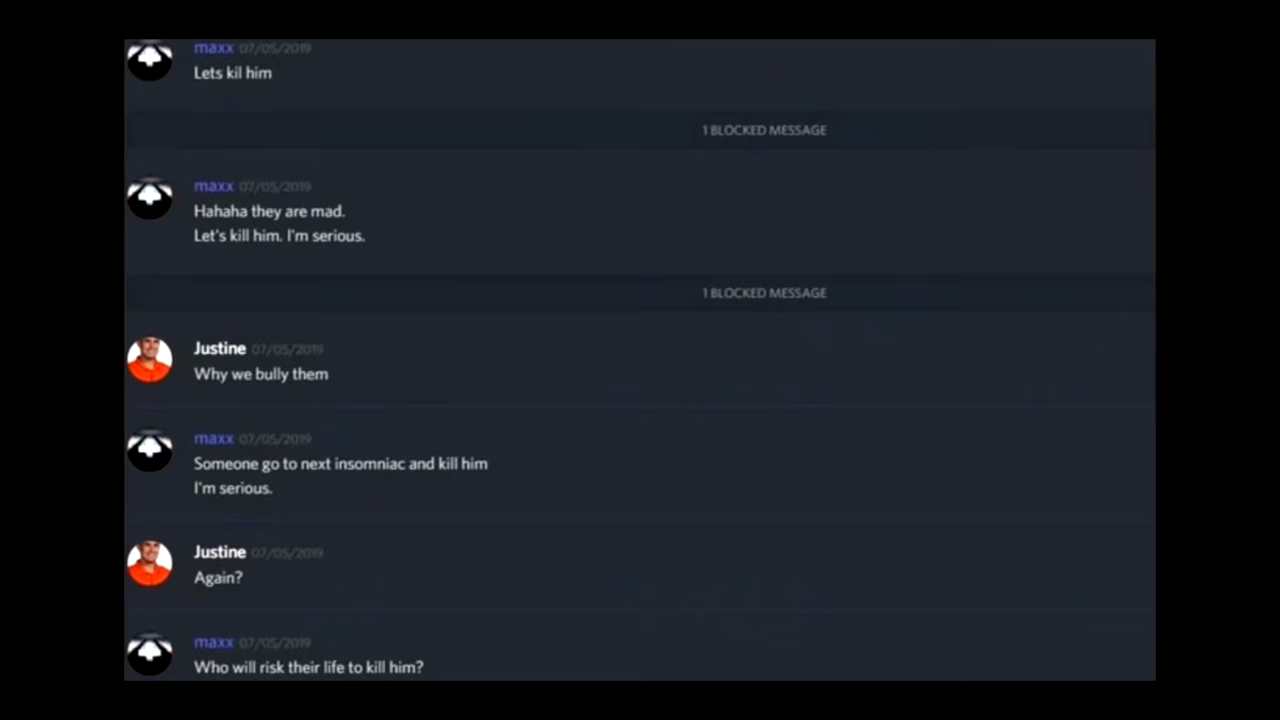 maxx 07/05/2019
Lets kil him
1 BLOCKED MESSAGE
maxx 07/05/2019
Hahaha they are mad.
Let's kill him. I'm serious.
1 BLOCKED MESSAGE
Justine 07/05/2019
Why we bully them
maxx 07/05/2019
Someone go to next insomniac and kill him
I'm serious.
Justine 07/05/2019
Again?
maxx 07/05/2019
Who will risk their life to kill him?